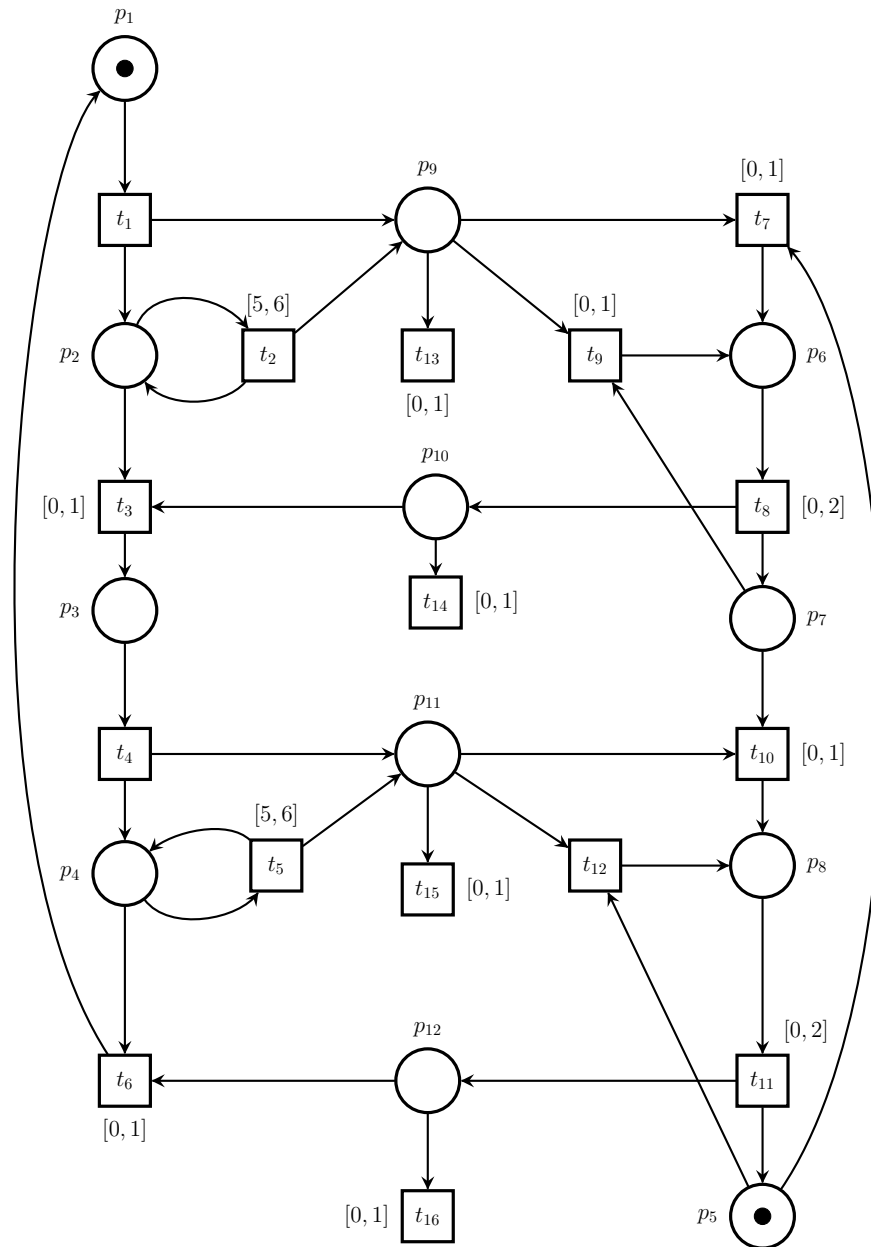 p1
[0, 1]
p9
t1
t7
[5, 6]
[0, 1]
p2
t2
t13
t9
p6
[0, 1]
p10
[0, 1]
t3
t8
[0, 2]
p3
t14
[0, 1]
p7
p11
t4
t10
[0, 1]
[5, 6]
p4
t5
t15
[0, 1]
t12
p8
p12
[0, 2]
t6
t11
[0, 1]
[0, 1]
t16
p5